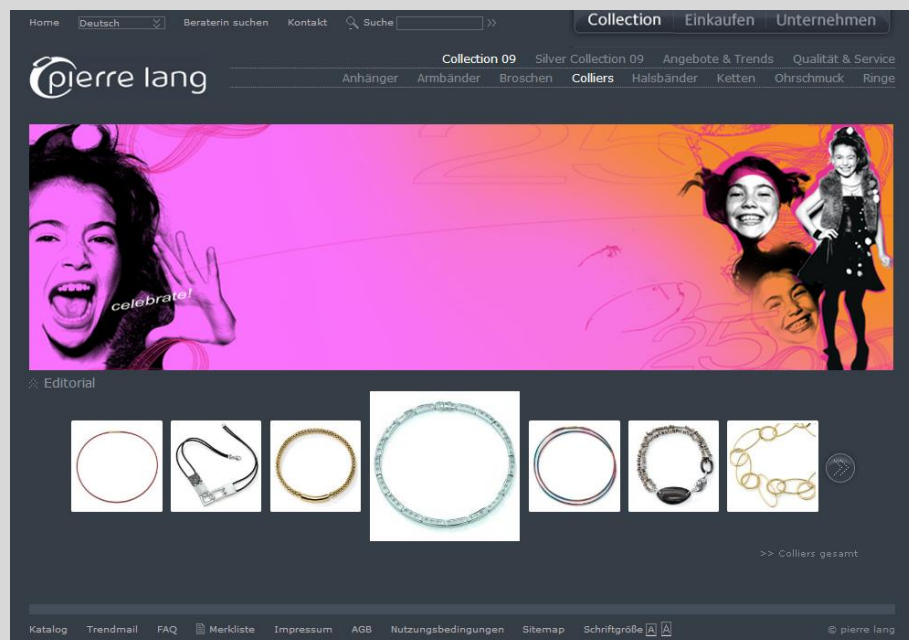 Home Deutsch Beraterin suchen Kontakt Suche >> Collection Einkaufen Unternehmen
pierre lang
Collection 09 Silver Collection 09 Angebote & Trends Qualität & Service
Anhänger Armbänder Broschen Colliers Halsbänder Ketten Ohrschmuck Ringe
25
celebrate!
25
Editorial
>> Colliers gesamt
Katalog Trendmail FAQ Merkliste Impressum AGB Nutzungsbedingungen Sitemap Schriftgröße A A © pierre lang